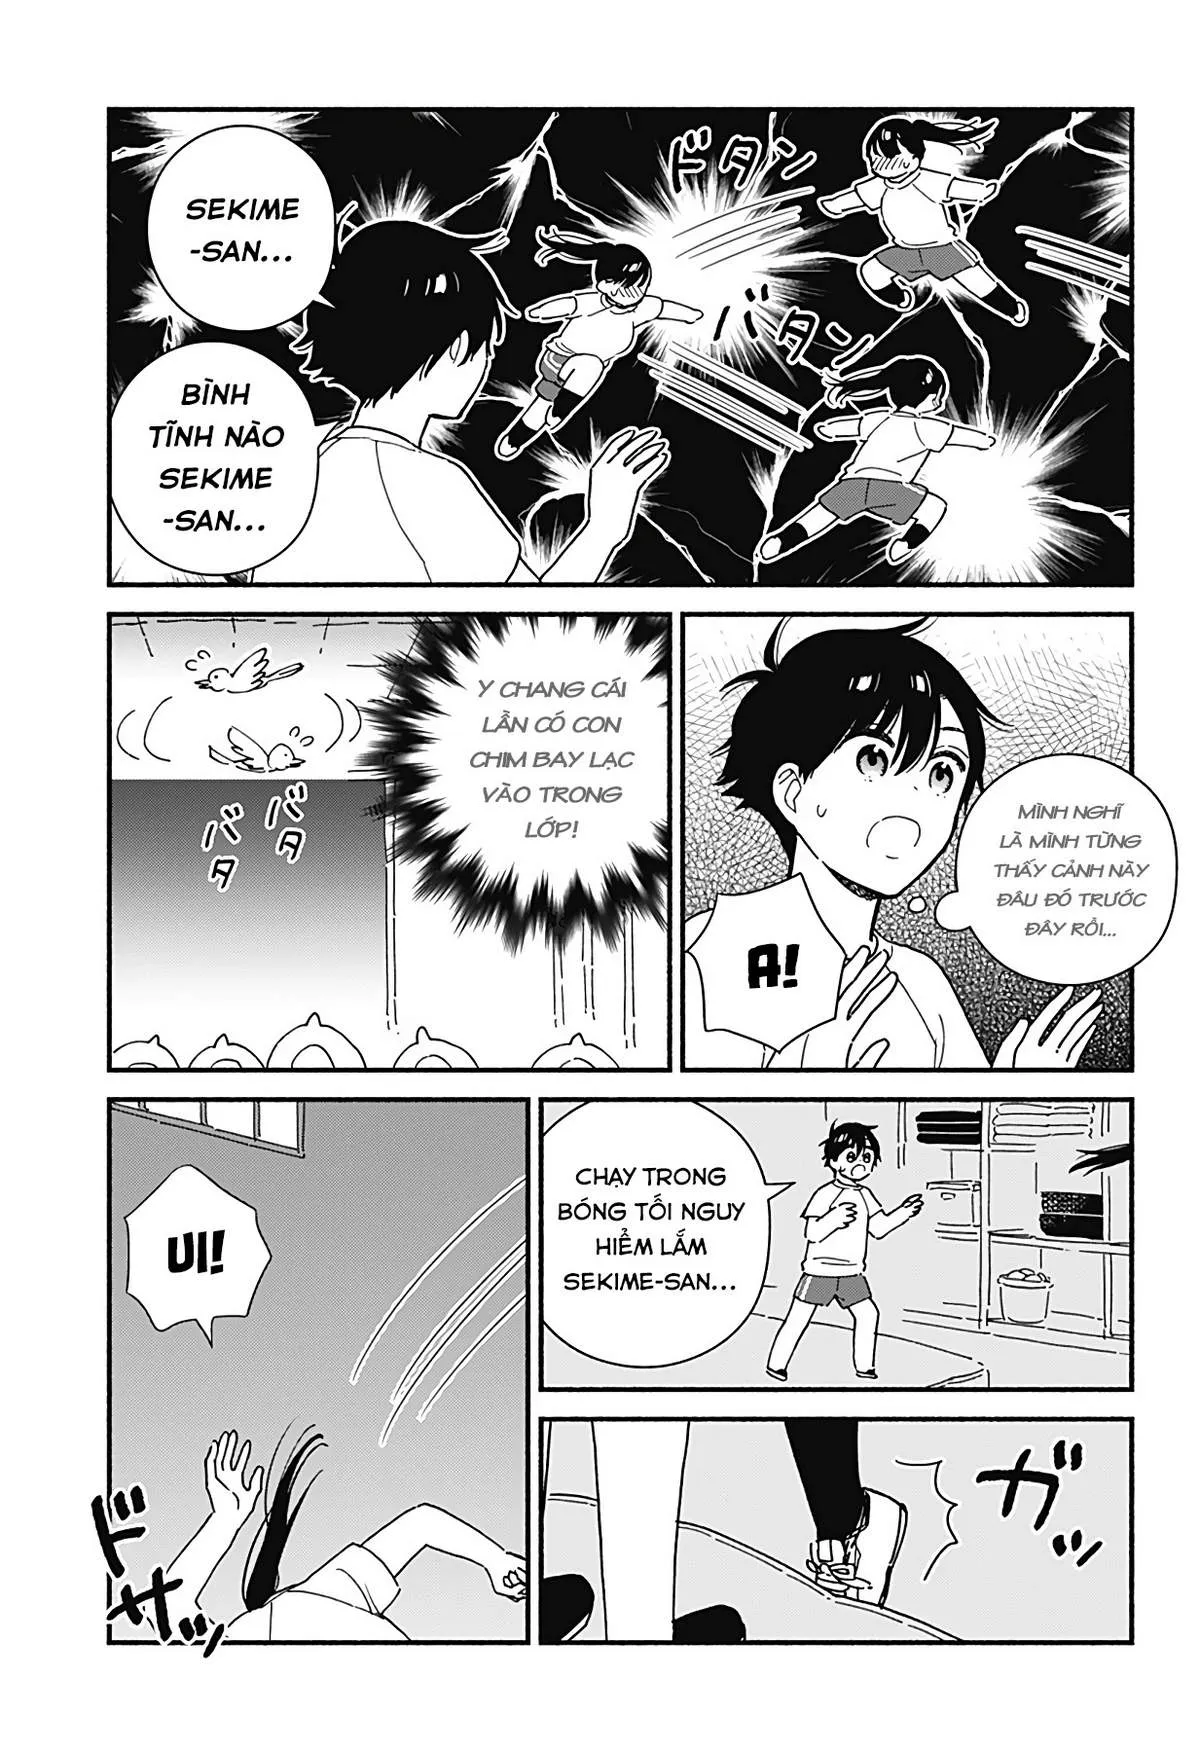 ドタン
バタン
SEKIME
-SAN...
BÌNH
TĨNH NÀO
SEKIME
-SAN...
MÌNH NGHĨ
LÀ MÌNH TỪNG
THẤY CẢNH NÀY
ĐÂU ĐÓ TRƯỚC
ĐÂY RỒI...
A!
Y CHANG CÁI
LẦN CÓ CON
CHIM BAY LẠC
VÀO TRONG
LỚP!
バタ
バタ
CHẠY TRONG
BÓNG TỐI NGUY
HIỂM LẮM
SEKIME-SAN...
ガッ
UI!
ドザッ